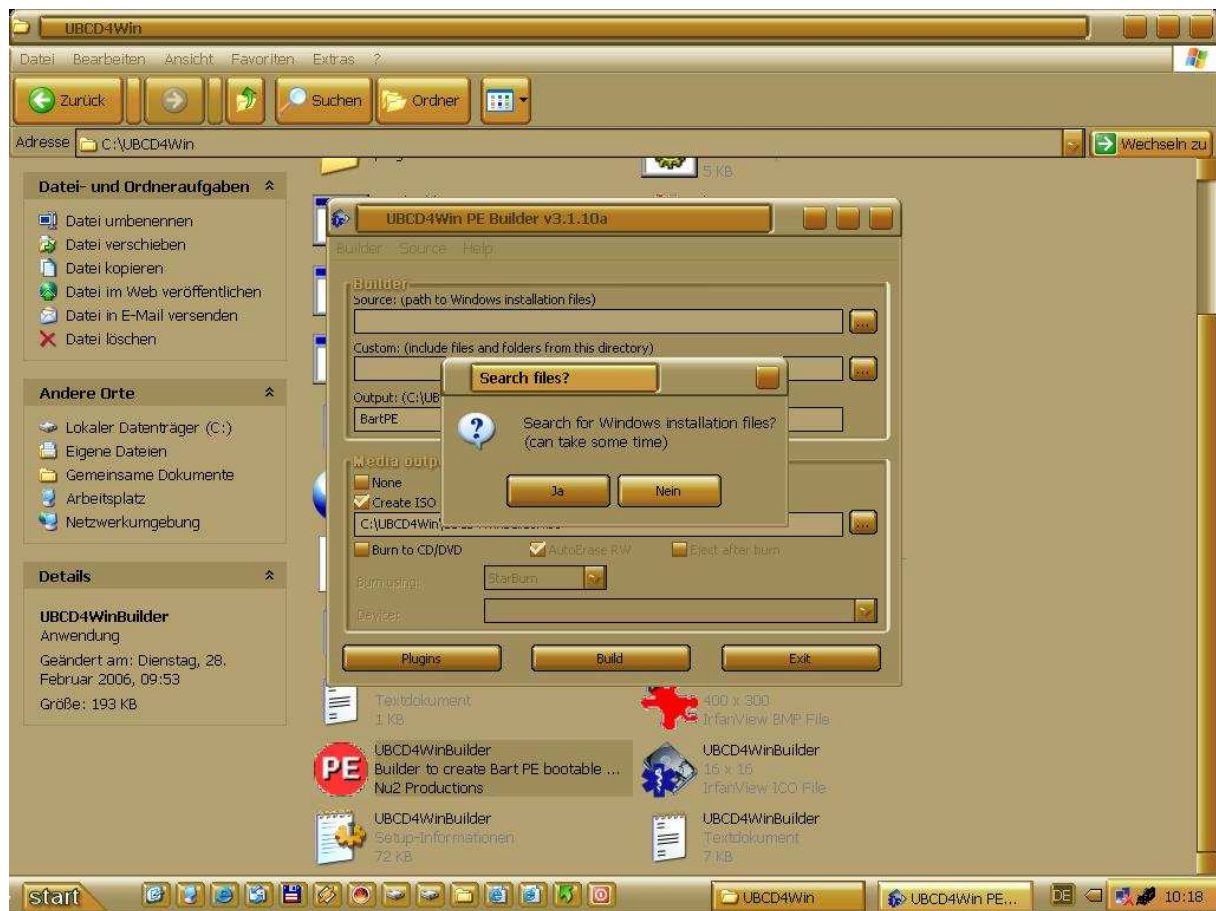 UBCD4Win
Datei Bearbeiten Ansicht Favoriten Extras ?
Zurück Suchen Ordner
Adresse C:\UBCD4Win Wechseln zu
Datei- und Ordneraufgaben
Datei umbenennen
Datei verschieben
Datei kopieren
Datei im Web veröffentlichen
Datei in E-Mail versenden
Datei löschen
Andere Orte
Lokaler Datenträger (C:)
Eigene Dateien
Gemeinsame Dokumente
Arbeitsplatz
Netzwerkumgebung
Details
UBCD4WinBuilder
Anwendung
Geändert am: Dienstag, 28.
Februar 2006, 09:53
Größe: 193 KB
5 KB
UBCD4Win PE Builder v3.1.10a
Builder Source Help
Builder
Source: (path to Windows installation files)
...
Custom: (include files and folders from this directory)
...
Output: (C:\UB
BartPE
Search files?
Search for Windows installation files?
(can take some time)
Ja Nein
Media outp
None
Create ISO
C:\UBCD4Win\
...
Burn to CD/DVD AutoErase RW Eject after burn
Burn using: StarBurn
Device:
Plugins Build Exit
Textdokument
1 KB
400 x 300
IrfanView BMP File
PE
UBCD4WinBuilder
Builder to create Bart PE bootable ...
Nu2 Productions
UBCD4WinBuilder
16 x 16
IrfanView ICO File
UBCD4WinBuilder
Setup-Informationen
72 KB
UBCD4WinBuilder
Textdokument
7 KB
start UBCD4Win UBCD4Win PE... DE 10:18